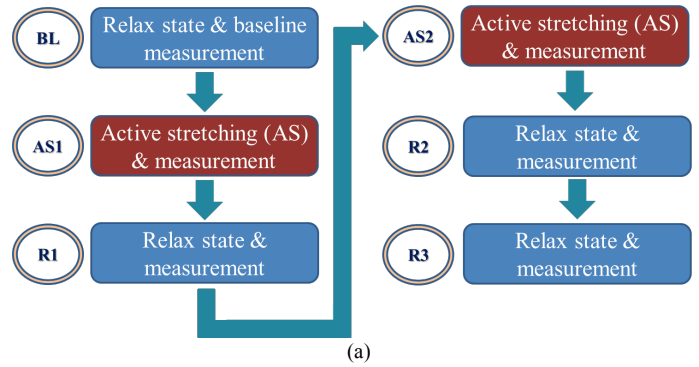 BL
Relax state & baseline
measurement
AS1
Active stretching (AS)
& measurement
R1
Relax state &
measurement
AS2
Active stretching (AS)
& measurement
R2
Relax state &
measurement
R3
Relax state &
measurement
(a)